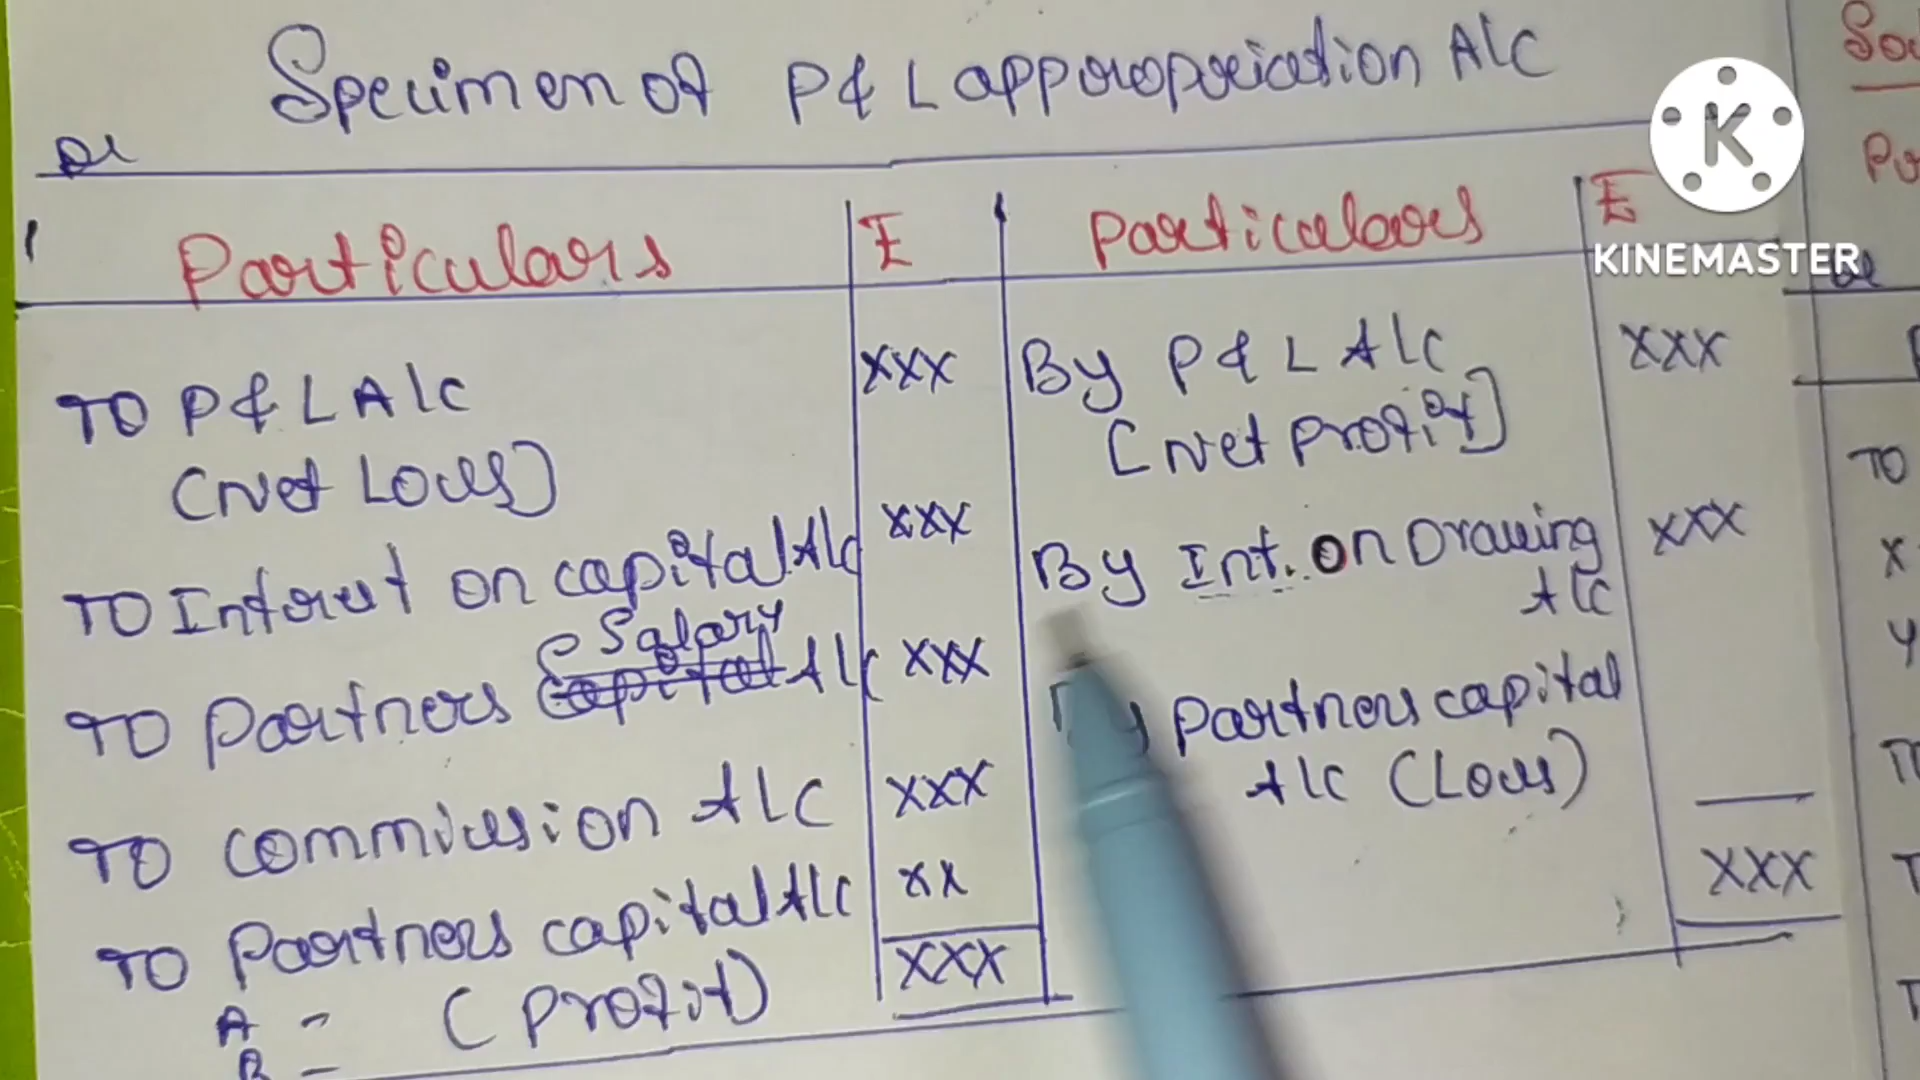 Specimen of P & L appropriation A/c
Dr
Particulars ₹ Particulars ₹
To P & L A/c xxx
(Net Loss)
To Interest on capital A/c xxx
To Partners Salary A/c xxx
To commission A/c xxx
To Partners capital A/c xx
(Profit)
A -
B -
xxx
By P & L A/c xxx
[Net profit]
By Int. on Drawing xxx
A/c
Partners capital
A/c (Loss)
xxx
K
KINEMASTER
To
X
Y